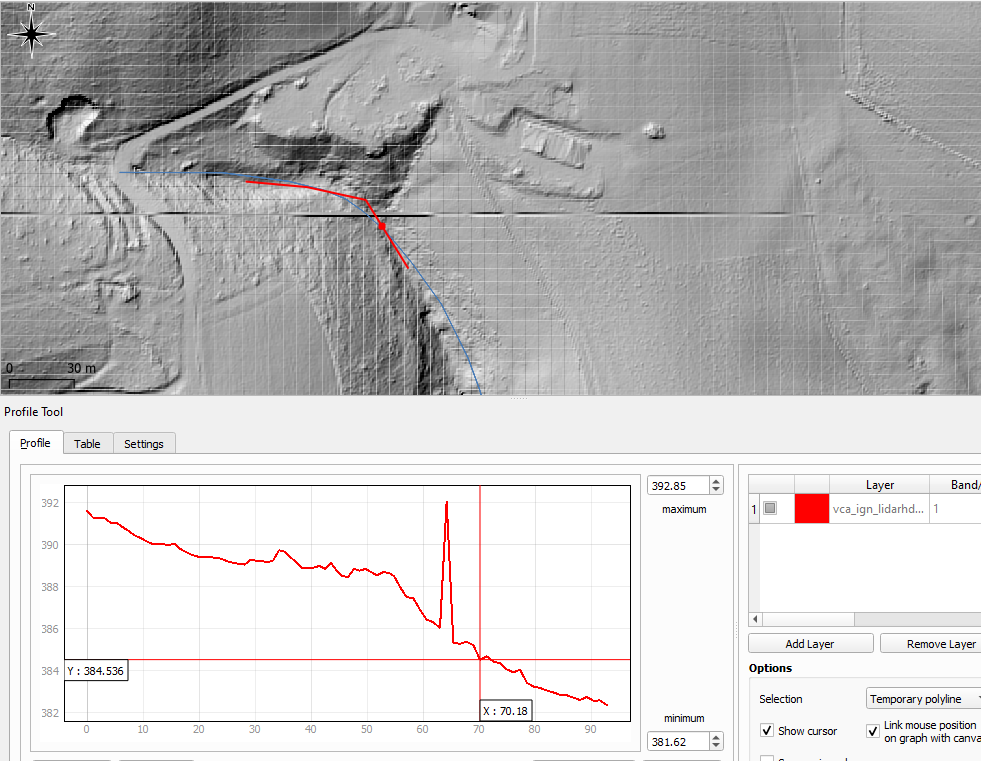 N
0 30 m
Profile Tool
Profile Table Settings
392
390
388
386
384
382
Y : 384.536
X : 70.18
0 10 20 30 40 50 60 70 80 90
392.85
maximum
minimum
381.62
Layer Band/
1 vca_ign_lidarhd... 1
Add Layer Remove Layer
Options
Selection Temporary polyline
Show cursor
Link mouse position
on graph with canva